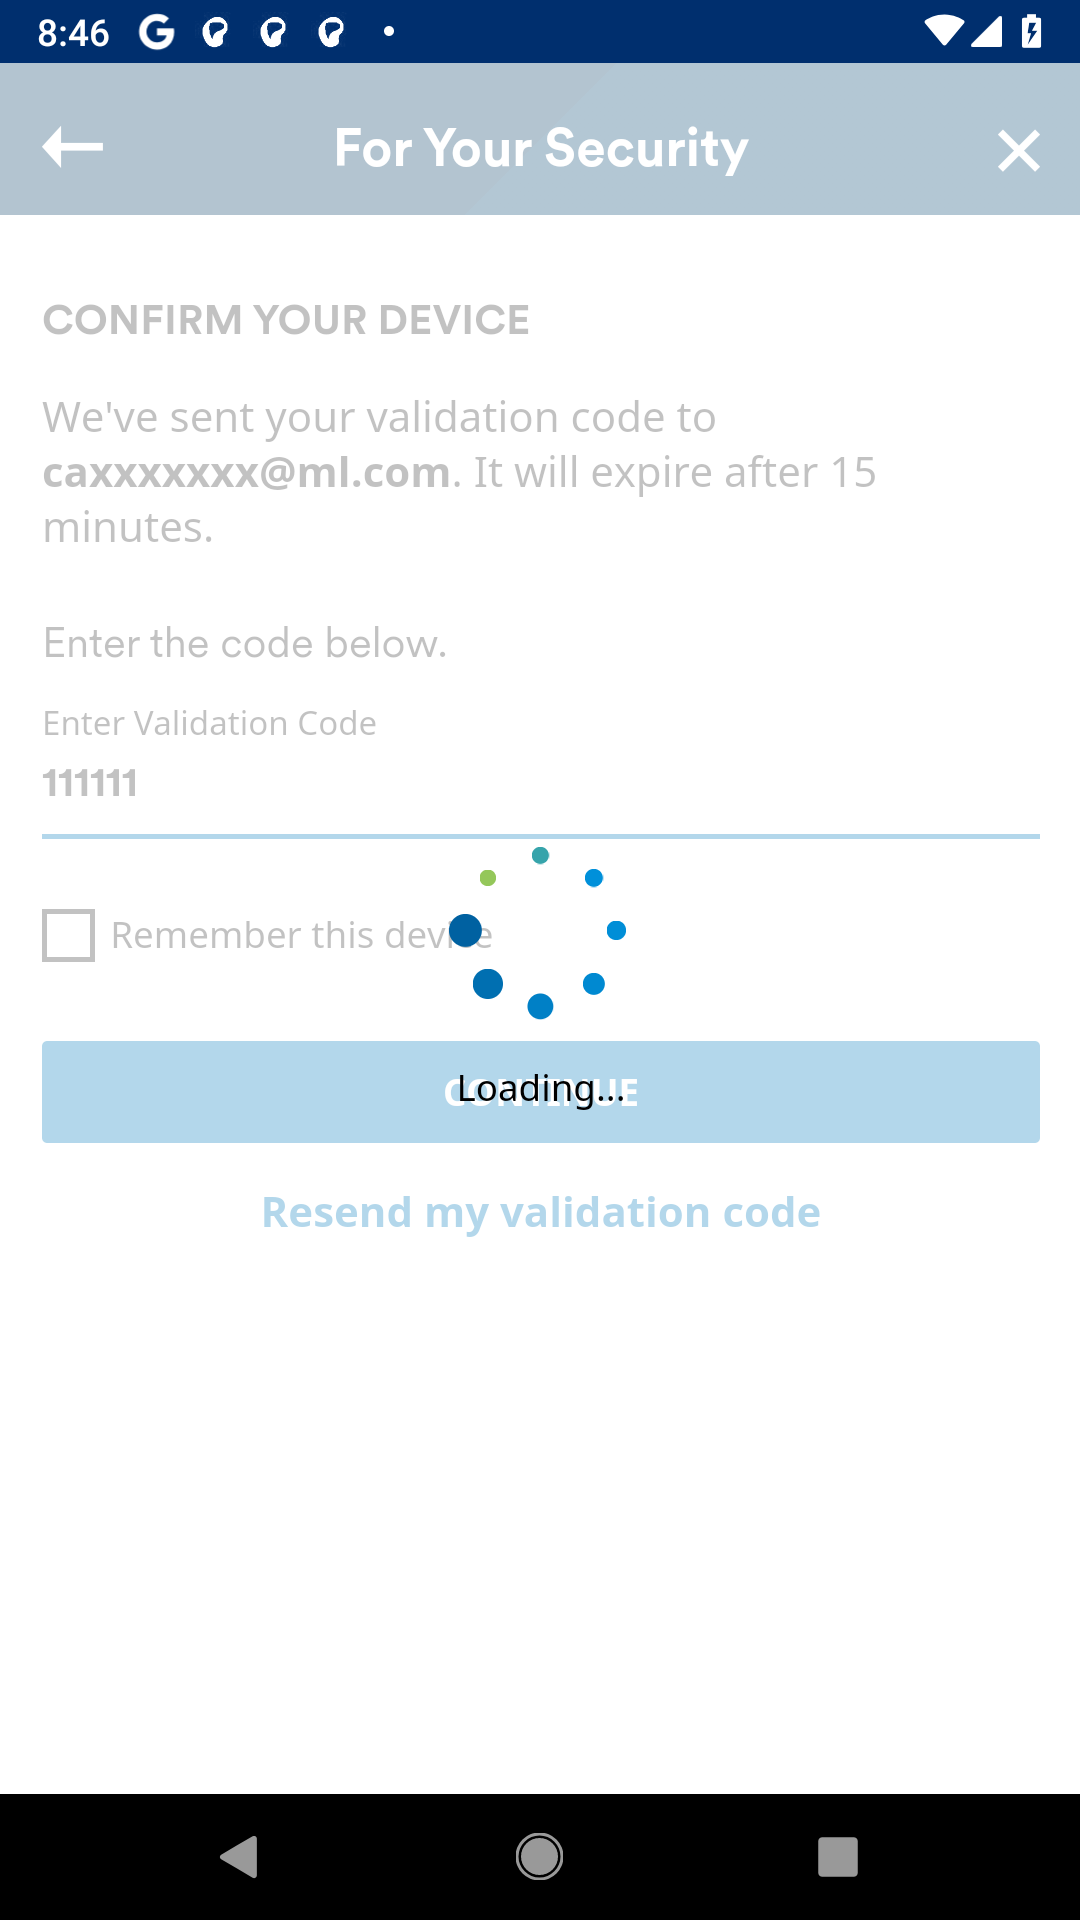 8:46
For Your Security
CONFIRM YOUR DEVICE
We've sent your validation code to
caxxxxxxx@ml.com. It will expire after 15
minutes.
Enter the code below.
Enter Validation Code
111111
Remember this device
CONTINUE
Loading...
Resend my validation code